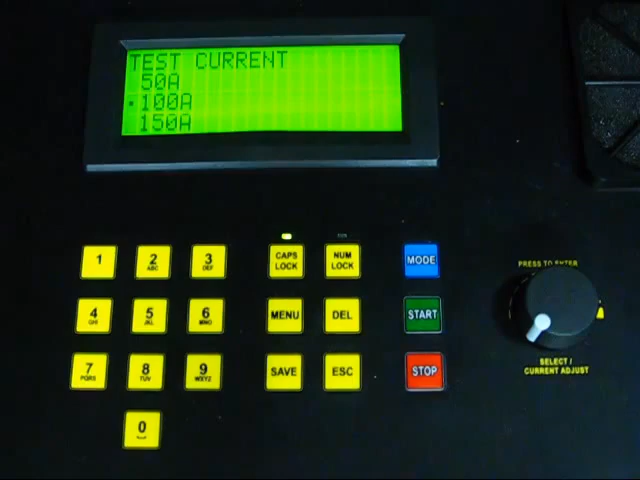 TEST CURRENT
50A
100A
150A
1
2
ABC
3
DEF
CAPS LOCK
NUM LOCK
MODE
PRESS TO ENTER
4
GHI
5
JKL
6
MNO
MENU
DEL
START
7
PQRS
8
TUV
9
WXYZ
SAVE
ESC
STOP
SELECT /
CURRENT ADJUST
0